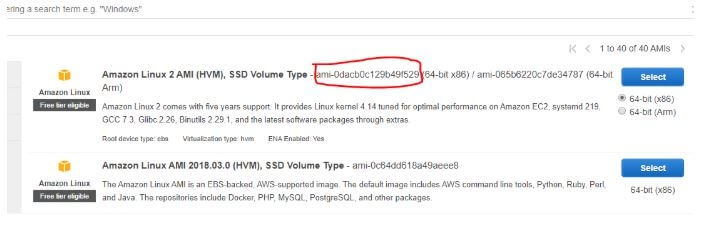 ering a search term e.g. "Windows"
1 to 40 of 40 AMIs
Amazon Linux 2 AMI (HVM), SSD Volume Type - ami-0dacb0c129b49f529 (64-bit x86) / ami-065b6220c7de34787 (64-bit
Arm)
Select
Amazon Linux
Free tier eligible
Amazon Linux 2 comes with five years support. It provides Linux kernel 4.14 tuned for optimal performance on Amazon EC2, systemd 219,
GCC 7.3, Glibc 2.26, Binutils 2.29.1, and the latest software packages through extras.
64-bit (x86)
64-bit (Arm)
Root device type: ebs Virtualization type: hvm ENA Enabled: Yes
Amazon Linux AMI 2018.03.0 (HVM), SSD Volume Type - ami-0c64dd618a49aeee8
Select
Amazon Linux
Free tier eligible
The Amazon Linux AMI is an EBS-backed, AWS-supported image. The default image includes AWS command line tools, Python, Ruby, Perl,
and Java. The repositories include Docker, PHP, MySQL, PostgreSQL, and other packages.
64-bit (x86)